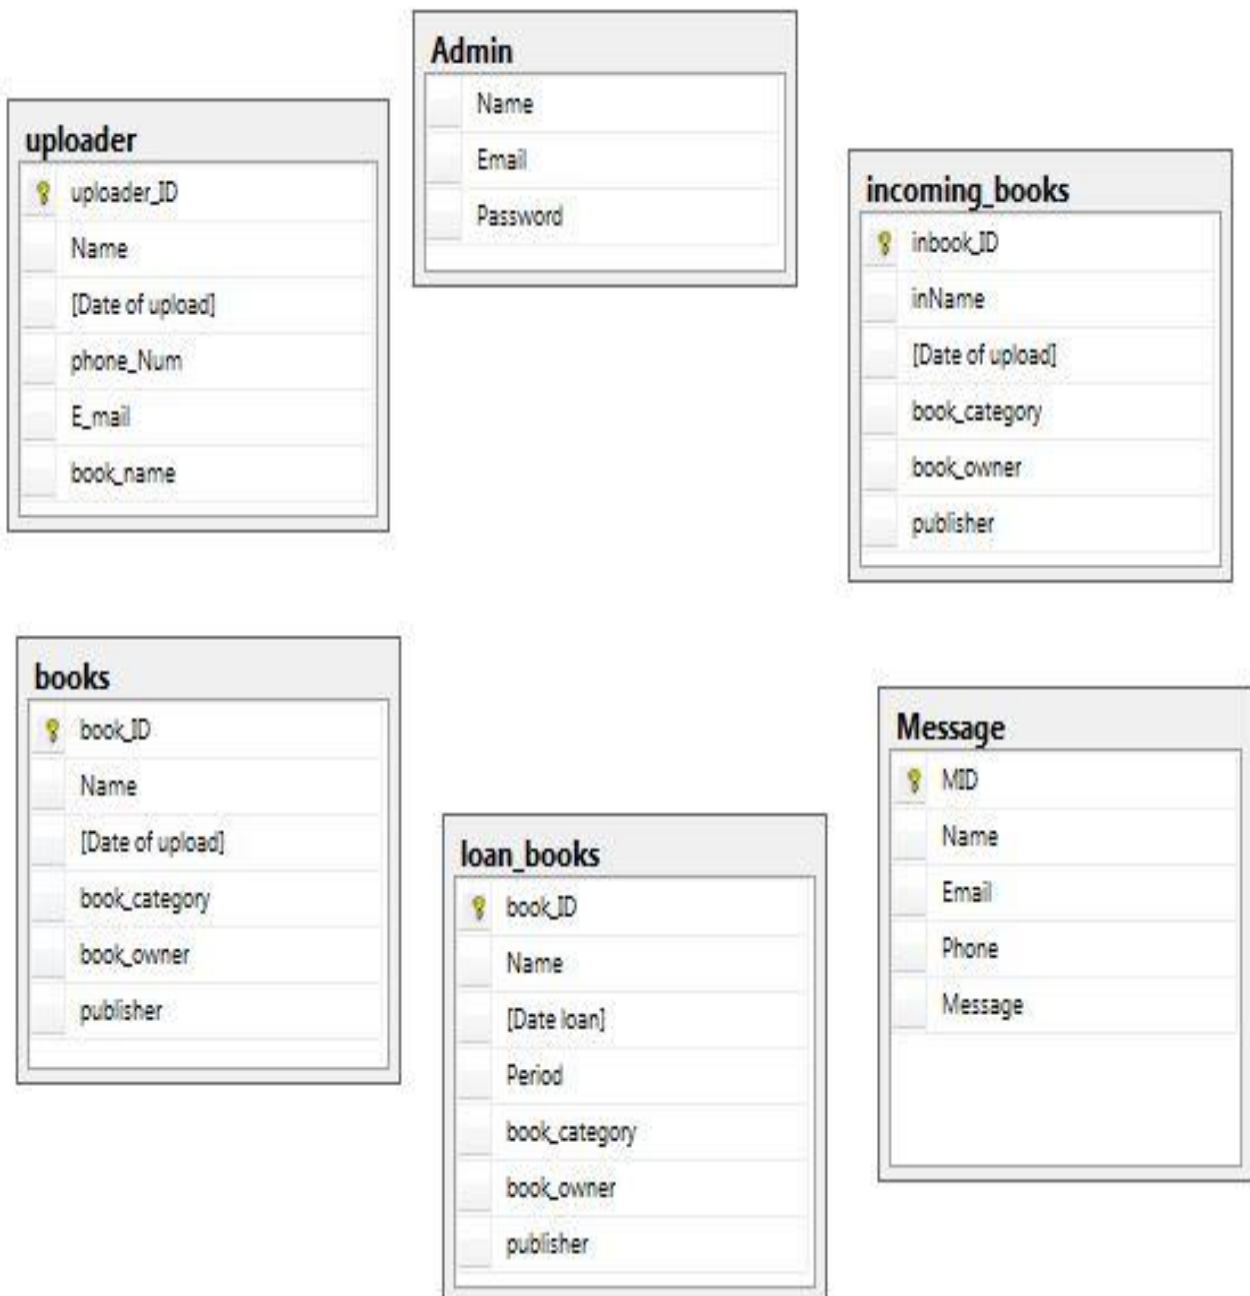 Admin
Name
Email
Password
uploader
uploader_ID
Name
[Date of upload]
phone_Num
E_mail
book_name
incoming_books
inbook_ID
inName
[Date of upload]
book_category
book_owner
publisher
books
book_ID
Name
[Date of upload]
book_category
book_owner
publisher
loan_books
book_ID
Name
[Date loan]
Period
book_category
book_owner
publisher
Message
MID
Name
Email
Phone
Message